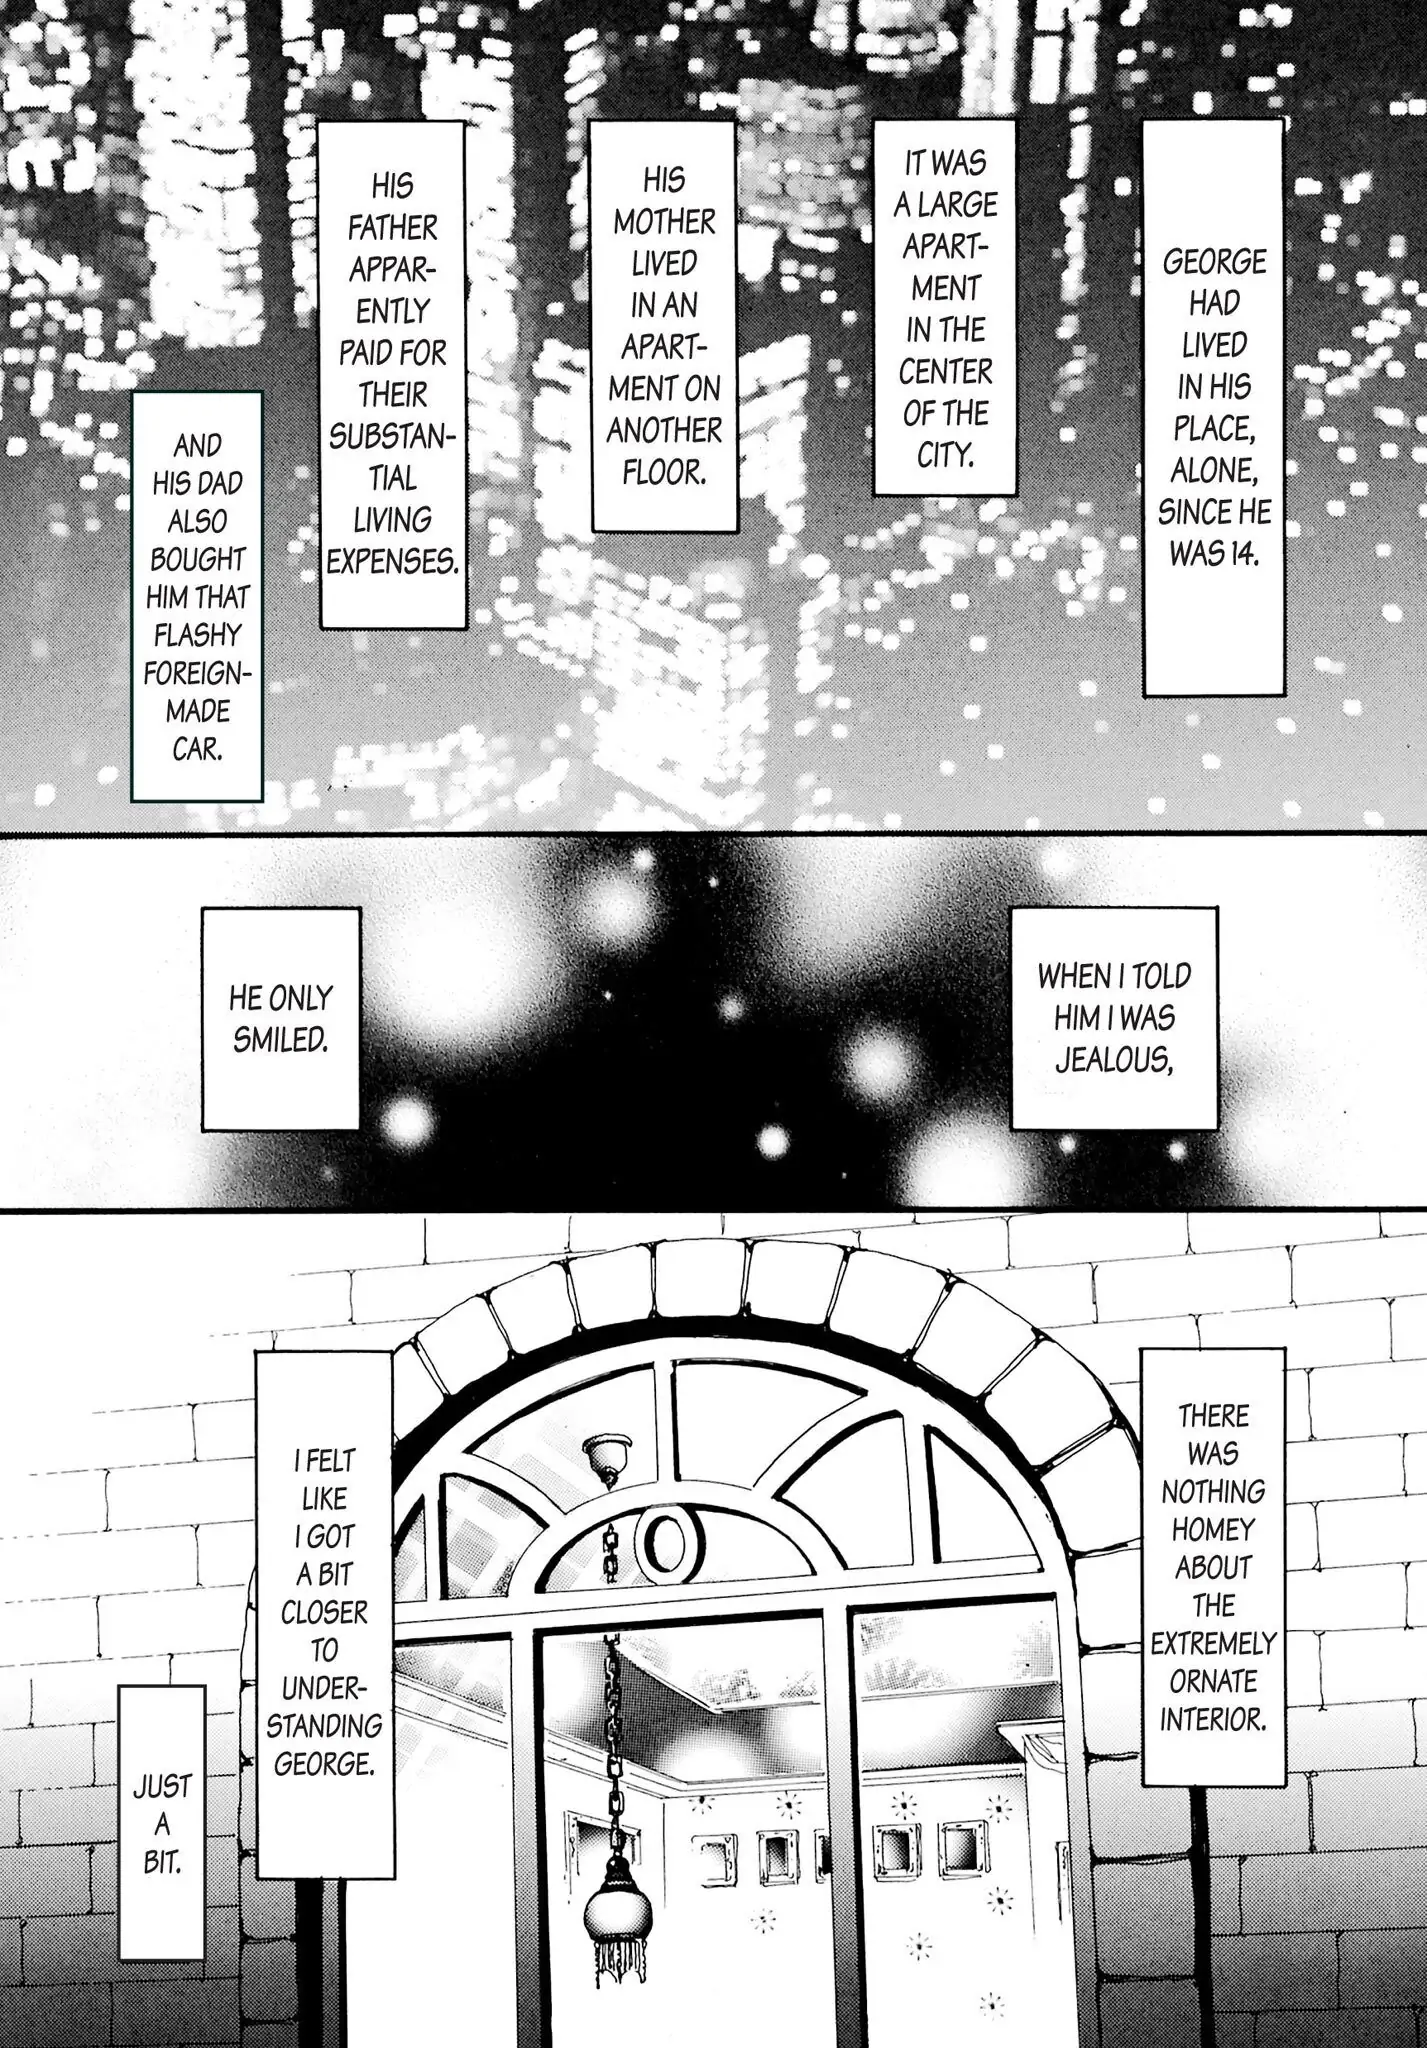 GEORGE
HAD
LIVED
IN HIS
PLACE,
ALONE,
SINCE HE
WAS 14.
IT WAS
A LARGE
APART-
MENT
IN THE
CENTER
OF THE
CITY.
HIS
MOTHER
LIVED
IN AN
APART-
MENT ON
ANOTHER
FLOOR.
HIS
FATHER
APPAR-
ENTLY
PAID FOR
THEIR
SUBSTAN-
TIAL
LIVING
EXPENSES.
AND
HIS DAD
ALSO
BOUGHT
HIM THAT
FLASHY
FOREIGN-
MADE
CAR.
WHEN I TOLD
HIM I WAS
JEALOUS,
HE ONLY
SMILED.
THERE
WAS
NOTHING
HOMEY
ABOUT
THE
EXTREMELY
ORNATE
INTERIOR.
I FELT
LIKE
I GOT
A BIT
CLOSER
TO
UNDER-
STANDING
GEORGE.
JUST
A
BIT.